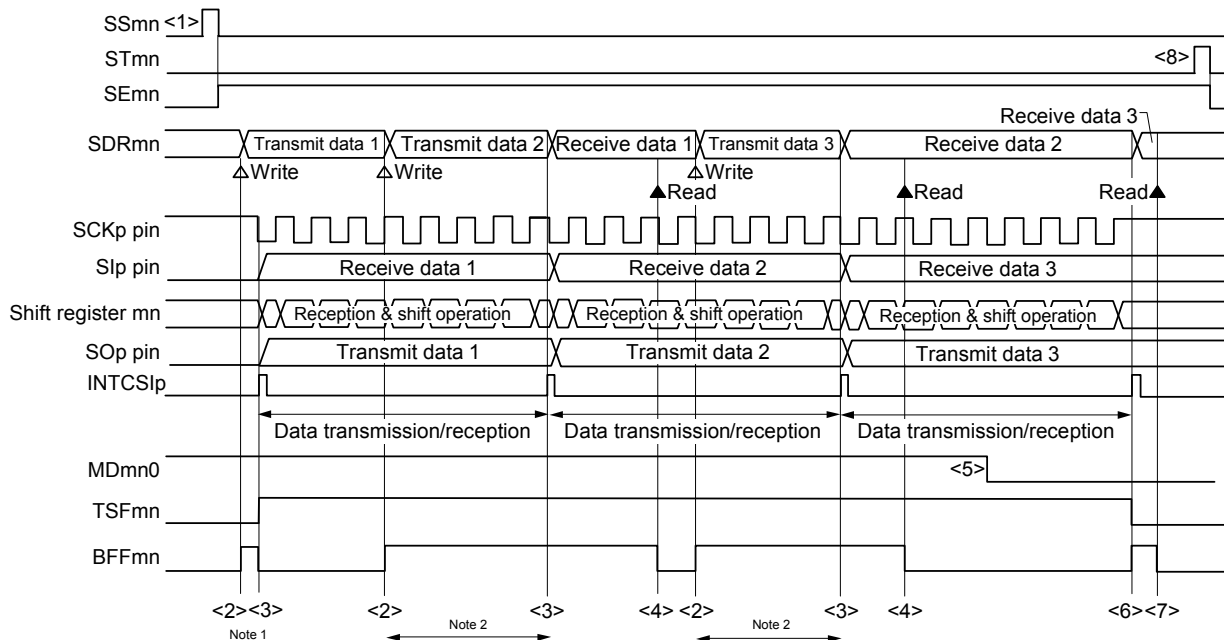 SSmn <1>
STmn <8>
SEmn
Receive data 3
SDRmn Transmit data 1 Transmit data 2 Receive data 1 Transmit data 3 Receive data 2
Write Write Write
Read Read Read
SCKp pin
SIp pin Receive data 1 Receive data 2 Receive data 3
Shift register mn Reception & shift operation Reception & shift operation Reception & shift operation
SOp pin Transmit data 1 Transmit data 2 Transmit data 3
INTCSIp
Data transmission/reception Data transmission/reception Data transmission/reception
MDmn0 <5>
TSFmn
BFFmn
<2> <3> <2> <3> <4> <2> <3> <4> <6> <7>
Note 1 Note 2 Note 2